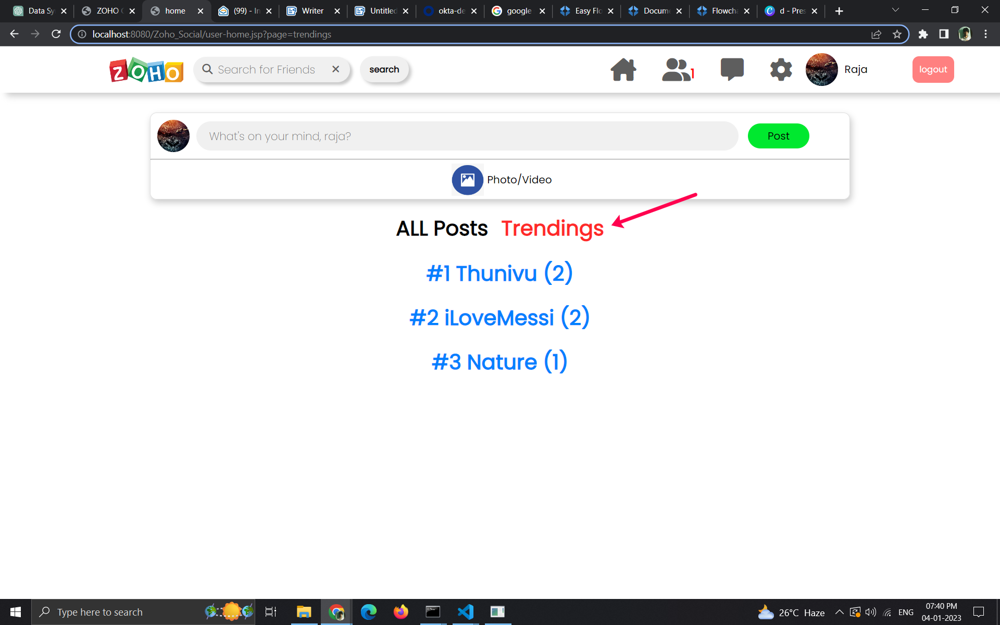 Data Sy
ZOHO
home
(99) - In
Writer
Untitled
okta-de
google
Easy Flo
Docum
Flowcha
d - Pres
localhost:8080/Zoho_Social/user-home.jsp?page=trendings
ZOHO
Search for Friends
search
1
Raja
logout
What's on your mind, raja?
Post
Photo/Video
ALL Posts Trendings
#1 Thunivu (2)
#2 iLoveMessi (2)
#3 Nature (1)
Type here to search
26°C Haze
ENG
07:40 PM
04-01-2023